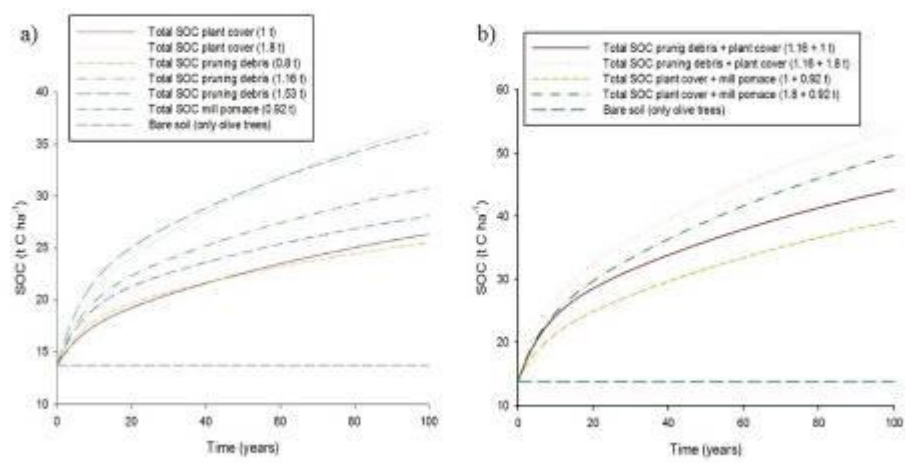 a)
Total SOC plant cover (1 t)
Total SOC plant cover (1.8 t)
Total SOC pruning debris (0.8 t)
Total SOC pruning debris (1.16 t)
Total SOC pruning debris (1.53 t)
Total SOC mill pomace (0.92 t)
Bare soil (only olive trees)
40
35
30
25
20
15
10
SOC (t C ha⁻¹)
0
20
40
60
80
100
Time (years)
b)
Total SOC prunig debris + plant cover (1.16 + 1 t)
Total SOC pruning debris + plant cover (1.16 + 1.8 t)
Total SOC plant cover + mill pomace (1 + 0.92 t)
Total SOC plant cover + mill pomace (1.8 + 0.92 t)
Bare soil (only olive trees)
60
50
40
30
20
10
SOC (t C ha⁻¹)
0
20
40
60
80
100
Time (years)